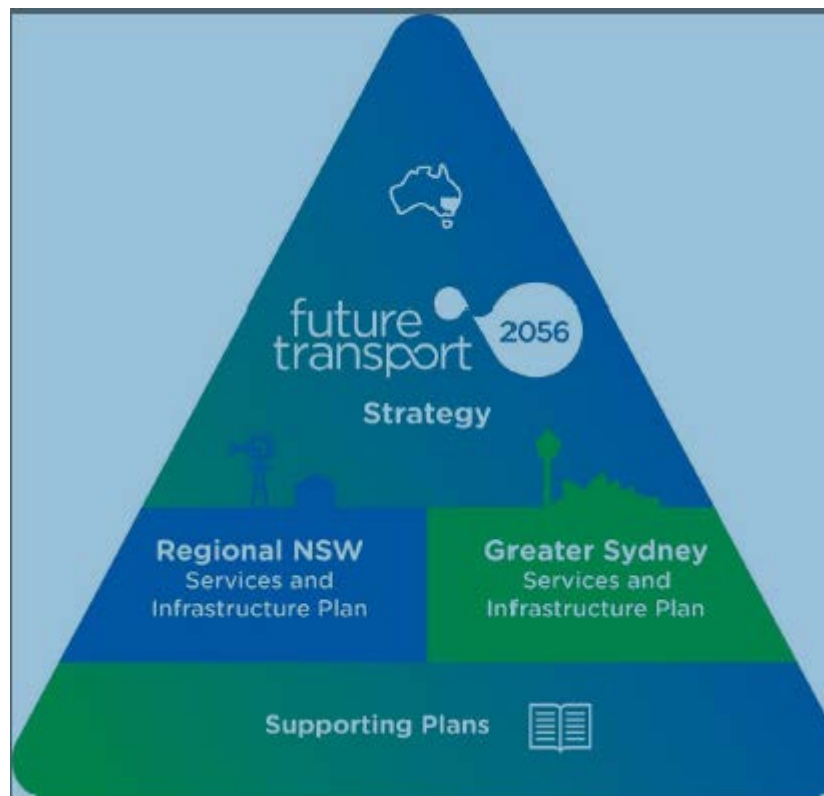 future
transport
2056
Strategy
Regional NSW
Services and
Infrastructure Plan
Greater Sydney
Services and
Infrastructure Plan
Supporting Plans